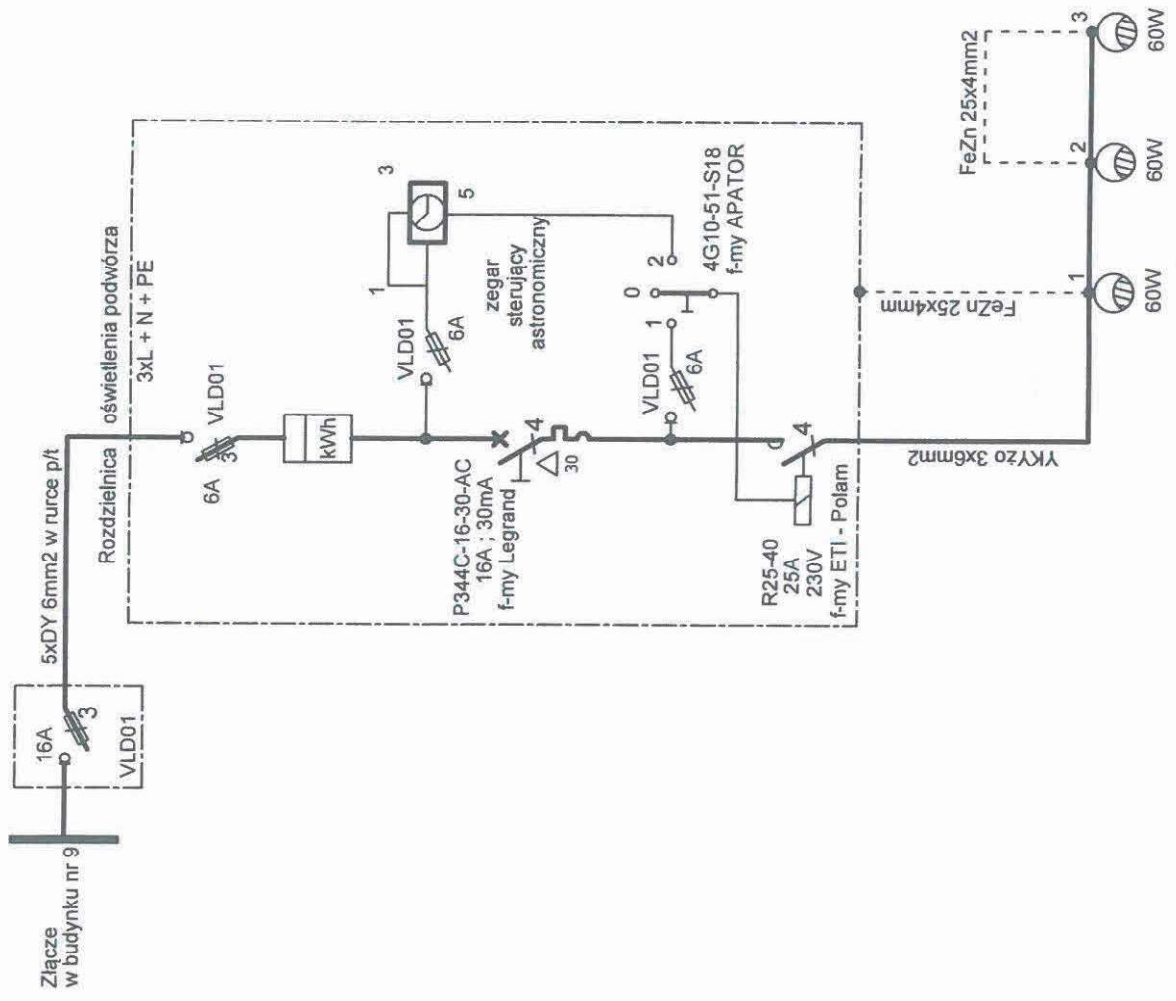 Złącze
w budynku nr 9
16A
3
VLD01
5xDY 6mm2 w rurce p/t
Rozdzielnica oświetlenia podwórza
3xL + N + PE
6A
3
VLD01
kWh
VLD01
6A
1
3
5
zegar
sterujący
astronomiczny
P344C-16-30-AC
16A ; 30mA
f-my Legrand
4
30
VLD01
6A
1
0
2
4G10-51-S18
f-my APATOR
R25-40
25A
230V
f-my ETI - Polam
4
YKYżo 3x6mm2
FeZn 25x4mm
FeZn 25x4mm2
1
2
3
60W
60W
60W